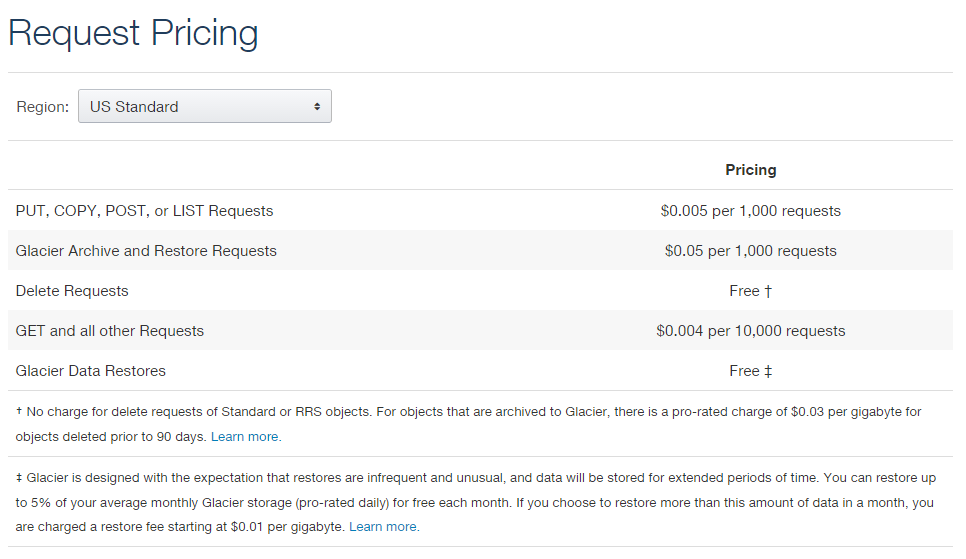 Request Pricing
Region: US Standard
Pricing
PUT, COPY, POST, or LIST Requests $0.005 per 1,000 requests
Glacier Archive and Restore Requests $0.05 per 1,000 requests
Delete Requests Free †
GET and all other Requests $0.004 per 10,000 requests
Glacier Data Restores Free ‡
† No charge for delete requests of Standard or RRS objects. For objects that are archived to Glacier, there is a pro-rated charge of $0.03 per gigabyte for
objects deleted prior to 90 days. Learn more.
‡ Glacier is designed with the expectation that restores are infrequent and unusual, and data will be stored for extended periods of time. You can restore up
to 5% of your average monthly Glacier storage (pro-rated daily) for free each month. If you choose to restore more than this amount of data in a month, you
are charged a restore fee starting at $0.01 per gigabyte. Learn more.